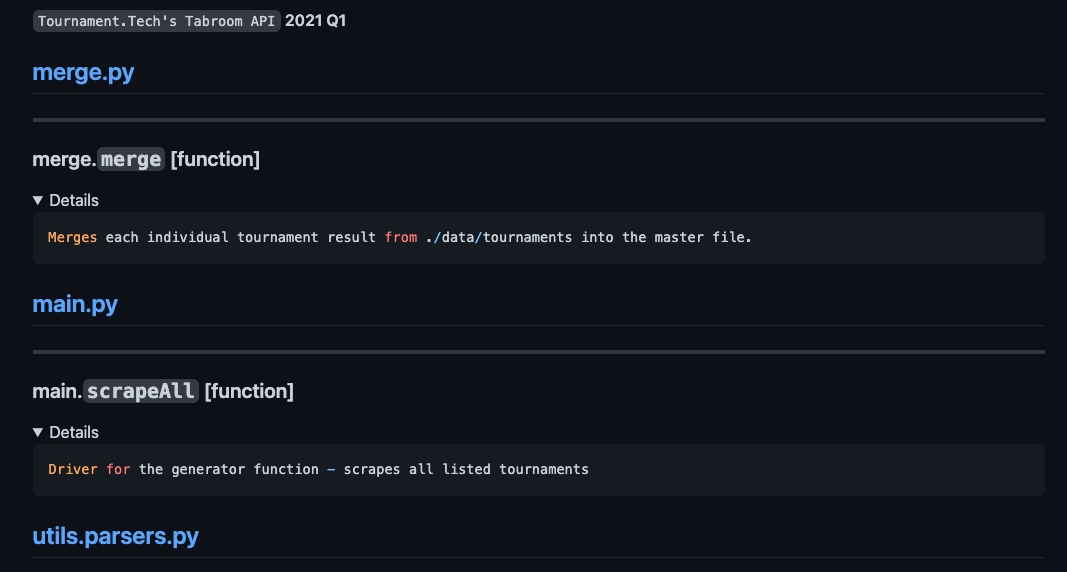 Tournament.Tech's Tabroom API 2021 Q1
merge.py
merge.merge [function]
▼ Details
Merges each individual tournament result from ./data/tournaments into the master file.
main.py
main.scrapeAll [function]
▼ Details
Driver for the generator function - scrapes all listed tournaments
utils.parsers.py